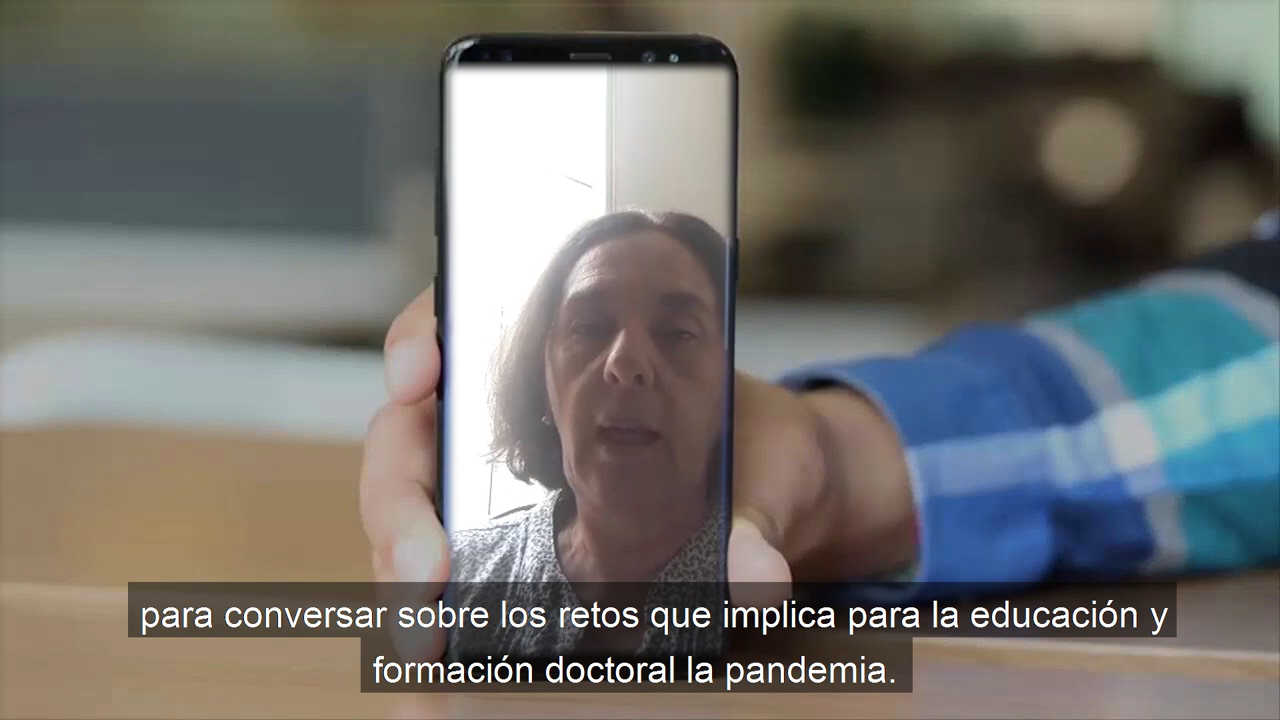 para conversar sobre los retos que implica para la educación y
formación doctoral la pandemia.